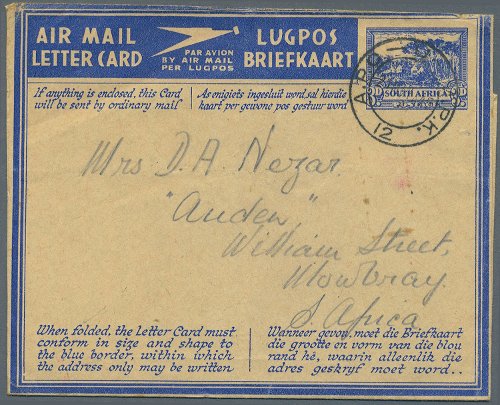 AIR MAIL
LETTER CARD
PAR AVION
BY AIR MAIL
PER LUGPOS
LUGPOS
BRIEFKAART
SOUTH AFRICA
If anything is enclosed, this Card
will be sent by ordinary mail
As enigiets ingesluit word sal hierdie
kaart per gewone pos gestuur word
A.P.O.
U.P.K.
12
Mrs D. A. Nezar
"Auden"
William Street,
Mowbray
S. Africa
When folded, the Letter Card must
conform in size and shape to
the blue border, within which
the address only may be written
Wanneer gevou, moet die Briefkaart
die grootte en vorm van die blou
rand hê, waarin alleenlik die
adres geskryf moet word..